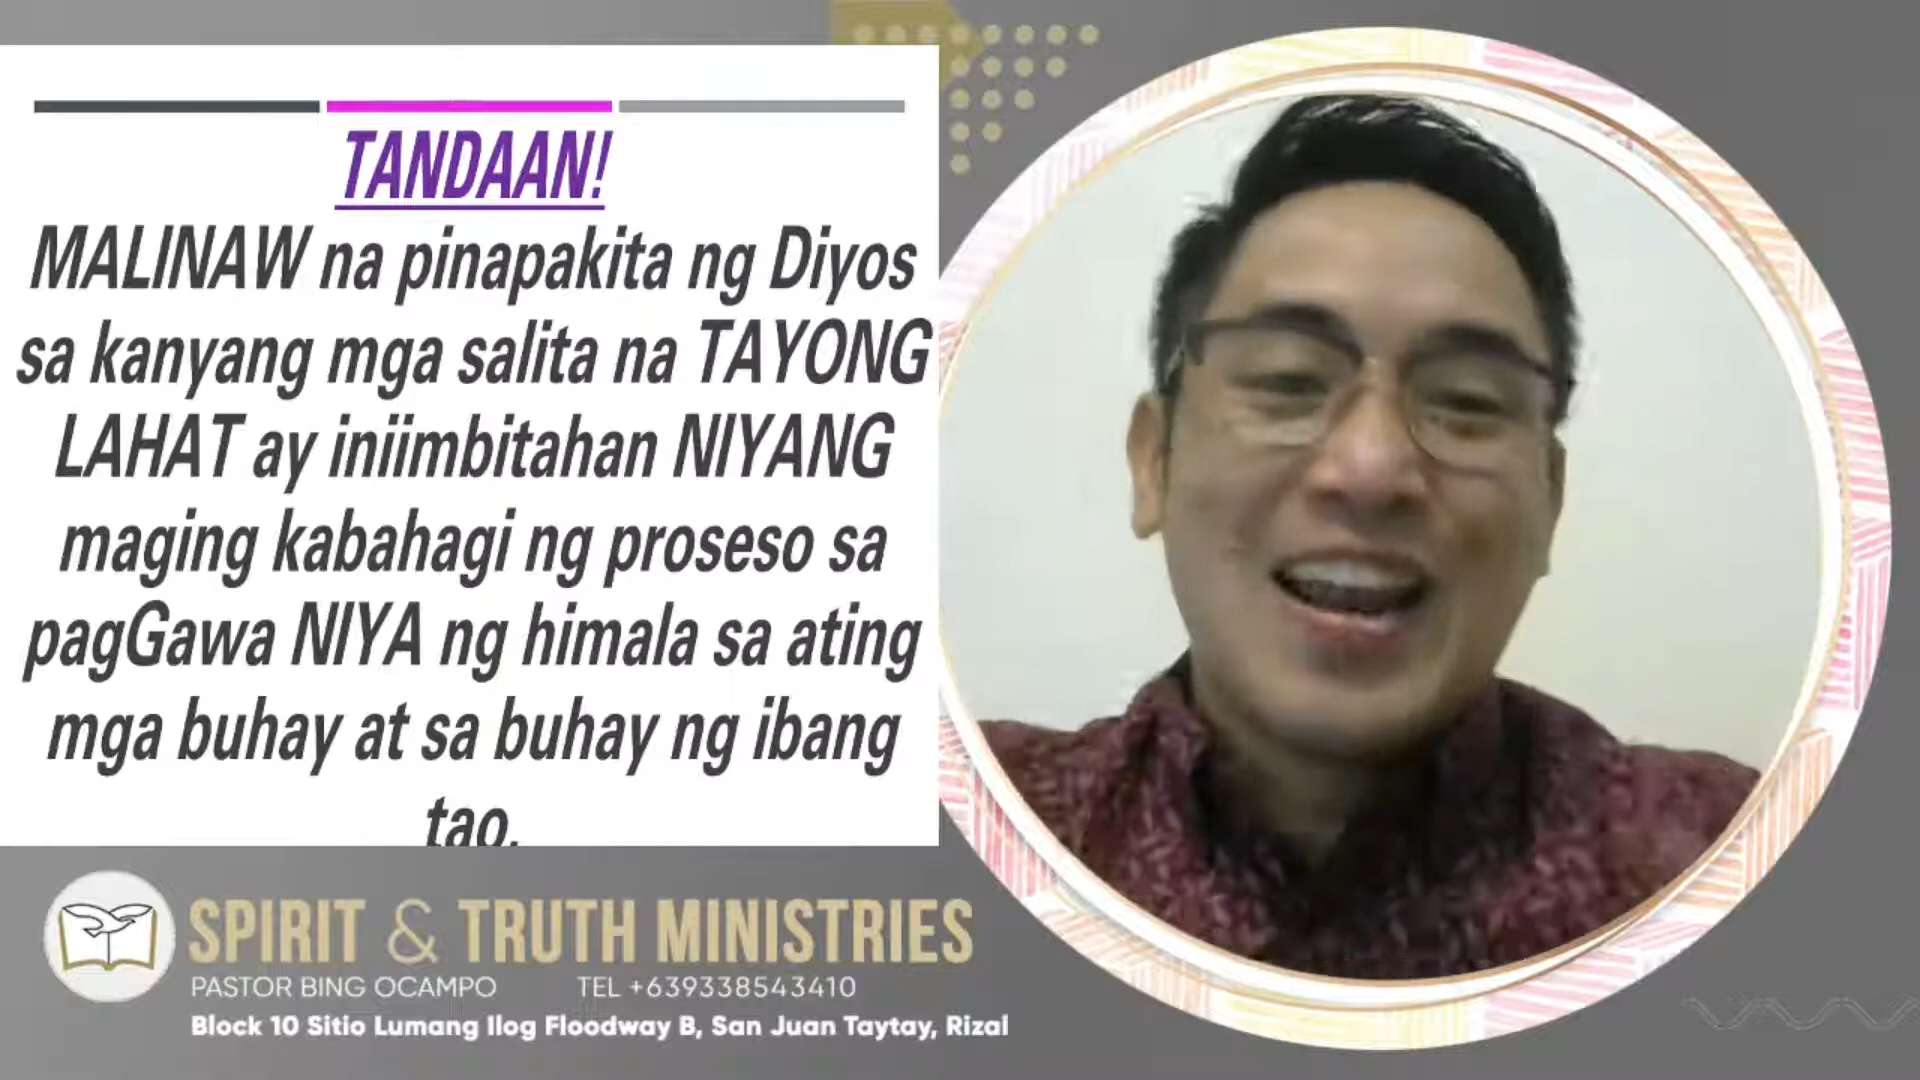 TANDAAN!
MALINAW na pinapakita ng Diyos
sa kanyang mga salita na TAYONG
LAHAT ay iniimbitahan NIYANG
maging kabahagi ng proseso sa
pagGawa NIYA ng himala sa ating
mga buhay at sa buhay ng ibang
tao.
SPIRIT & TRUTH MINISTRIES
PASTOR BING OCAMPO TEL +639338543410
Block 10 Sitio Lumang Ilog Floodway B, San Juan Taytay, Rizal